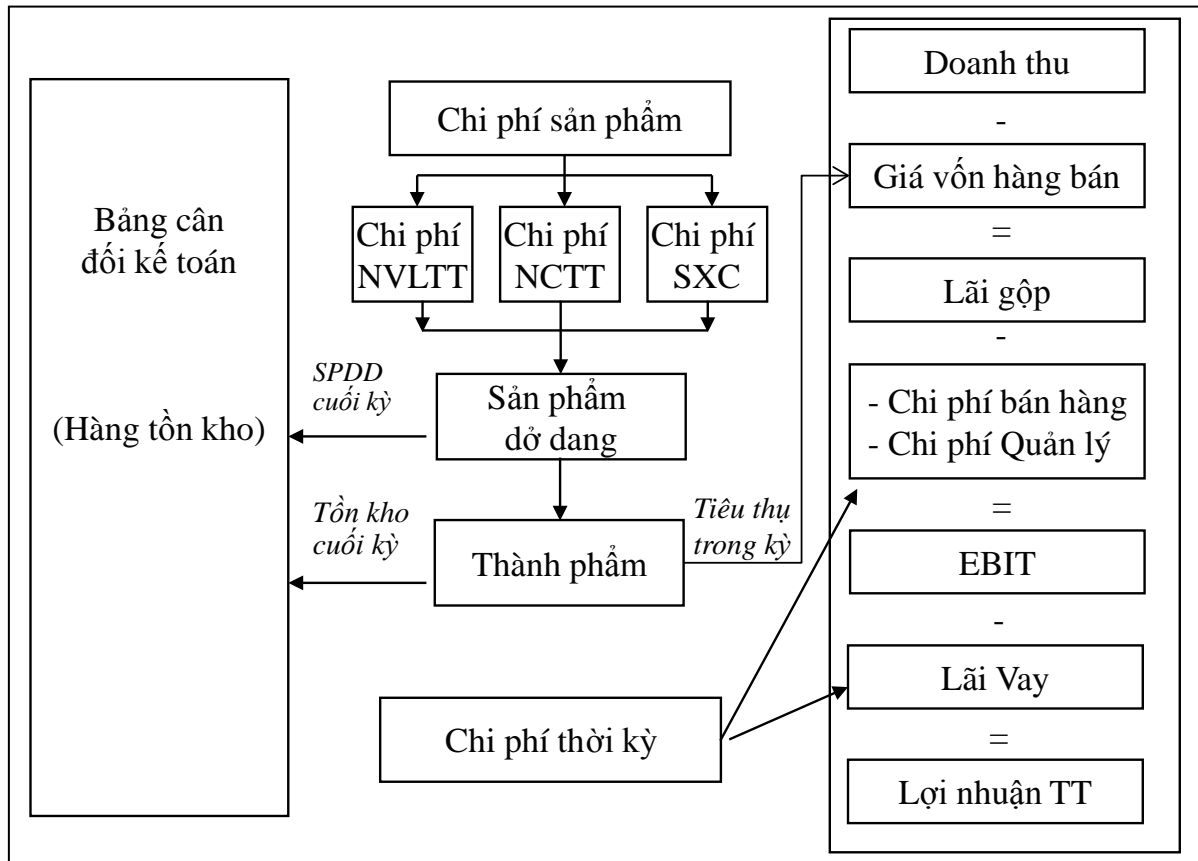 Bảng cân
đối kế toán
(Hàng tồn kho)
Chi phí sản phẩm
Chi phí
NVLTT
Chi phí
NCTT
Chi phí
SXC
SPDD
cuối kỳ
Sản phẩm
dở dang
Tồn kho
cuối kỳ
Thành phẩm
Tiêu thụ
trong kỳ
Chi phí thời kỳ
Doanh thu
-
Giá vốn hàng bán
=
Lãi gộp
-
- Chi phí bán hàng
- Chi phí Quản lý
=
EBIT
-
Lãi Vay
=
Lợi nhuận TT